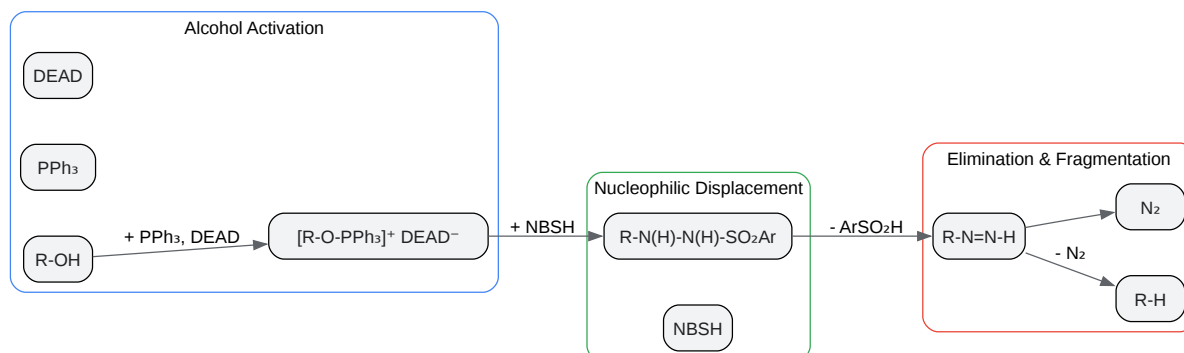 Alcohol Activation
DEAD
PPh₃
R-OH
+ PPh₃, DEAD
[R-O-PPh₃]⁺ DEAD⁻
+ NBSH
Nucleophilic Displacement
R-N(H)-N(H)-SO₂Ar
NBSH
- ArSO₂H
Elimination & Fragmentation
R-N=N-H
N₂
- N₂
R-H